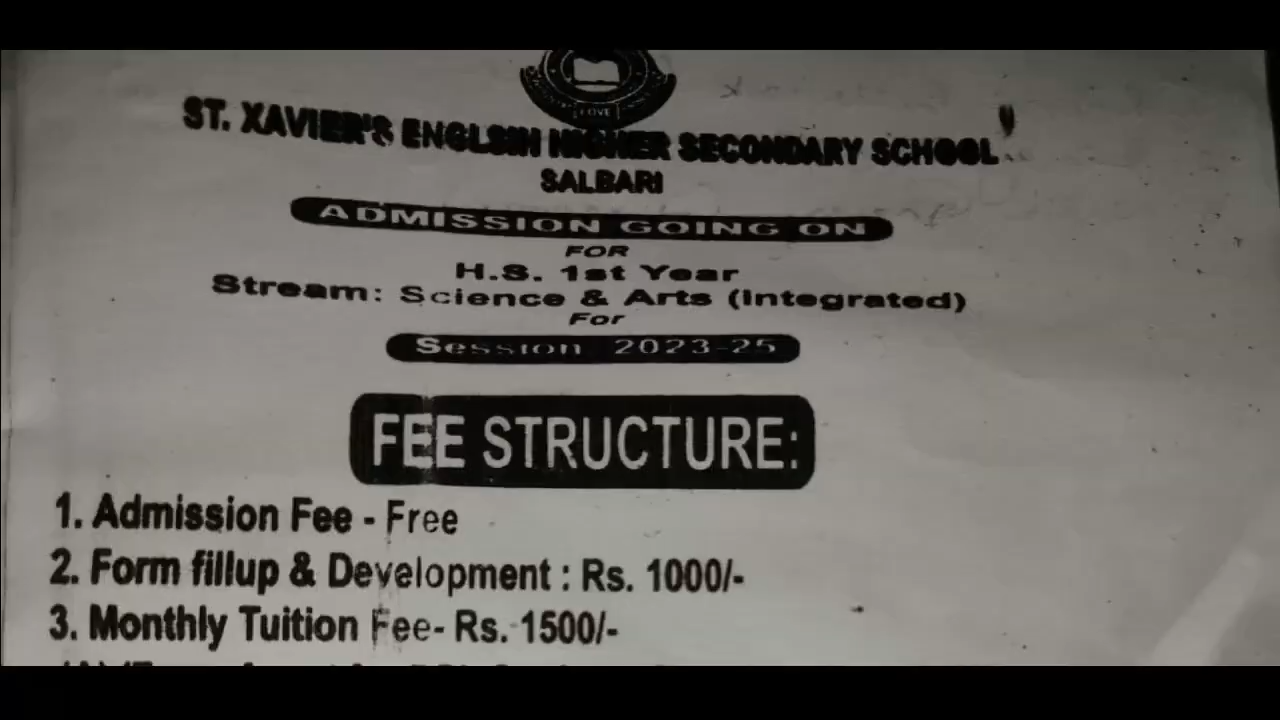 LOVE
ST. XAVIER'S ENGLSIH HIGHER SECONDARY SCHOOL
SALBARI
ADMISSION GOING ON
FOR
H.S. 1st Year
Stream: Science & Arts (Integrated)
For
Session 2023-25
FEE STRUCTURE:
1. Admission Fee - Free
2. Form fillup & Development : Rs. 1000/-
3. Monthly Tuition Fee- Rs. 1500/-